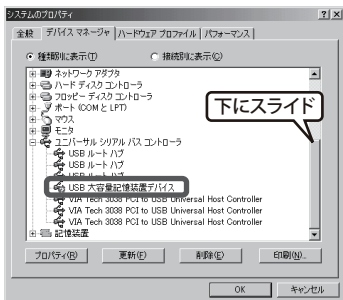 システムのプロパティ
全般 デバイス マネージャ ハードウェア プロファイル パフォーマンス
種類別に表示(T) 接続別に表示(C)
ネットワーク アダプタ
ハード ディスク コントローラ
フロッピー ディスク コントローラ
ポート (COM と LPT)
マウス
モニタ
ユニバーサル シリアル バス コントローラ
USB ルート ハブ
USB ルート ハブ
USB ルート ハブ
USB 大容量記憶装置デバイス
VIA Tech 3038 PCI to USB Universal Host Controller
VIA Tech 3038 PCI to USB Universal Host Controller
VIA Tech 3038 PCI to USB Universal Host Controller
記憶装置
下にスライド
プロパティ(R) 更新(F) 削除(E) 印刷(N)...
OK キャンセル